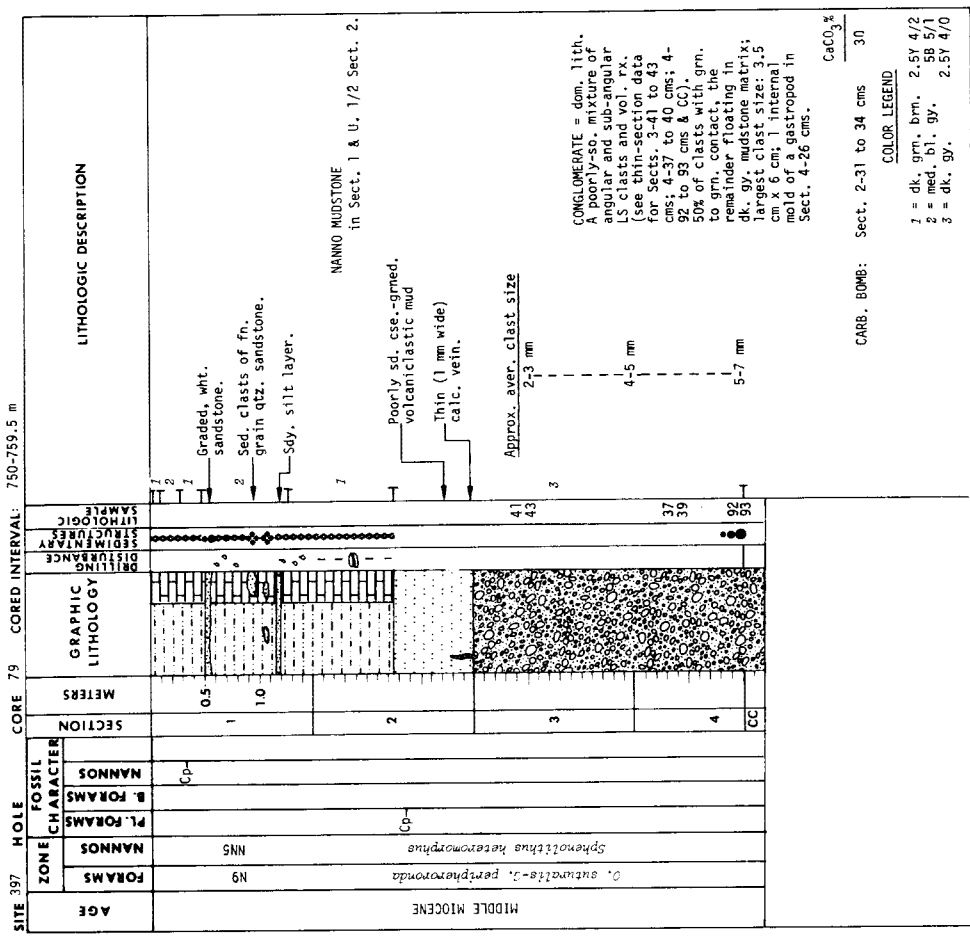 SITE 397 HOLE CORE 79 CORED INTERVAL: 750-759.5 m
AGE
ZONE
FORAMS
NANNOS
FOSSIL CHARACTER
PL. FORAMS
B. FORAMS
NANNOS
SECTION
METERS
GRAPHIC LITHOLOGY
DRILLING DISTURBANCE
SEDIMENTARY STRUCTURES
LITHOLOGIC SAMPLE
LITHOLOGIC DESCRIPTION
MIDDLE MIOCENE
N9
O. suturalis-G. peripheroronda
NN5
Sphenolithus heteromorphus
Cp
Cp
1
2
3
4
CC
0.5
1.0
41
43
37
39
92
93
1
2
1
2
1
3
Graded, wht.
sandstone.
Sed. clasts of fn.
grain qtz. sandstone.
Sdy. silt layer.
NANNO MUDSTONE
in Sect. 1 & U. 1/2 Sect. 2.
Poorly sd. cse.-grned.
volcaniclastic mud
Thin (1 mm wide)
calc. vein.
Approx. aver. clast size
2-3 mm
4-5 mm
5-7 mm
CONGLOMERATE = dom. lith.
A poorly-so. mixture of
angular and sub-angular
LS clasts and vol. rx.
(see thin-section data
for Sects. 3-41 to 43
cms; 4-37 to 40 cms; 4-
92 to 93 cms & CC).
50% of clasts with grn.
to grn. contact, the
remainder floating in
dk. gy. mudstone matrix;
largest clast size: 3.5
cm x 6 cm; 1 internal
mold of a gastropod in
Sect. 4-26 cms.
CaCO3%
CARB. BOMB: Sect. 2-31 to 34 cms 30
COLOR LEGEND
1 = dk. grn. brn. 2.5Y 4/2
2 = med. bl. gy. 5B 5/1
3 = dk. gy. 2.5Y 4/0